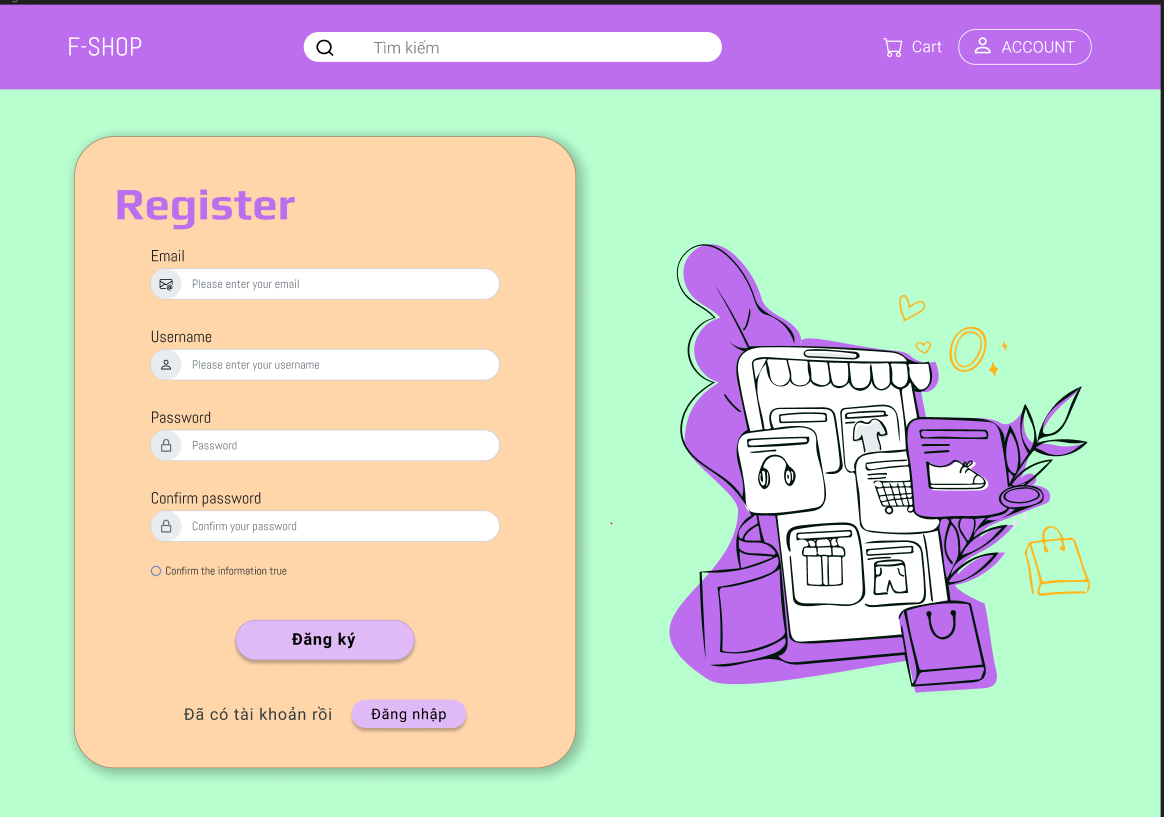 F-SHOP
Tìm kiếm
Cart
ACCOUNT
Register
Email
Please enter your email
Username
Please enter your username
Password
Password
Confirm password
Confirm your password
Confirm the information true
Đăng ký
Đã có tài khoản rồi
Đăng nhập